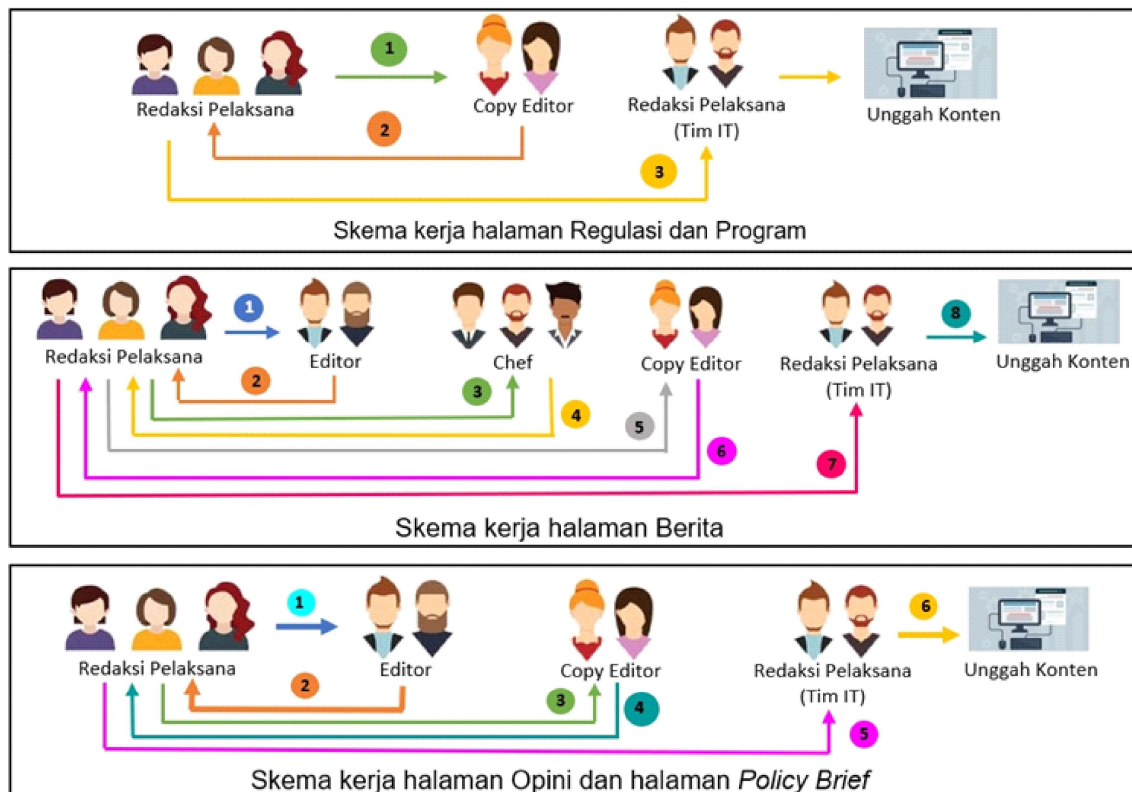 1
Redaksi Pelaksana
Copy Editor
Redaksi Pelaksana
(Tim IT)
Unggah Konten
2
3
Skema kerja halaman Regulasi dan Program
1
8
Redaksi Pelaksana
Editor
Chef
Copy Editor
Redaksi Pelaksana
(Tim IT)
Unggah Konten
2
3
4
5
6
7
Skema kerja halaman Berita
1
6
Redaksi Pelaksana
Editor
Copy Editor
Redaksi Pelaksana
(Tim IT)
Unggah Konten
2
3
4
5
Skema kerja halaman Opini dan halaman Policy Brief